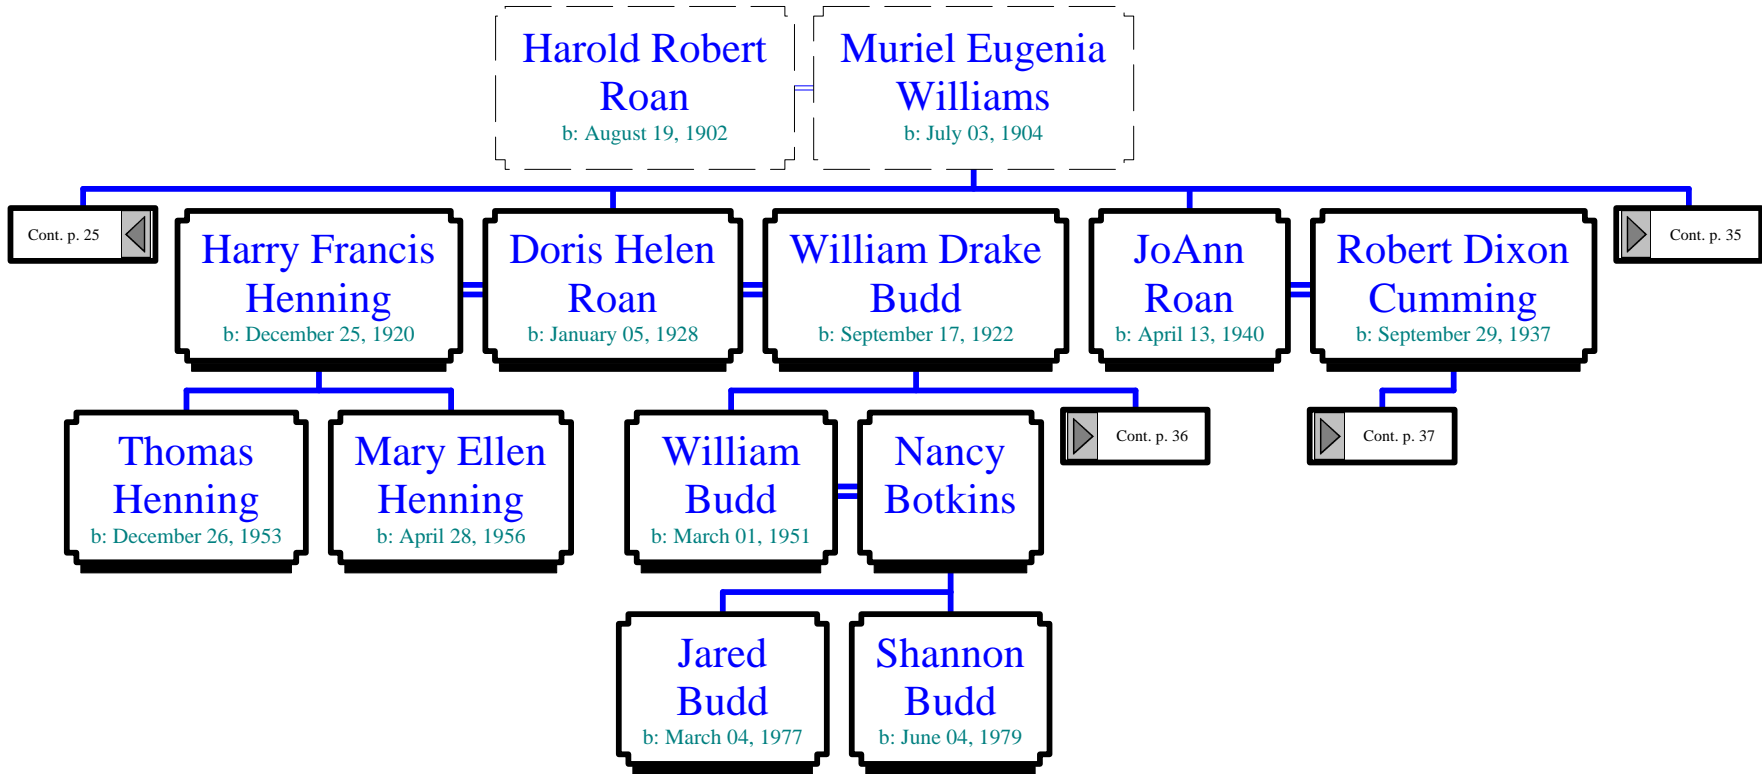 Harold Robert
Roan
b: August 19, 1902
Muriel Eugenia
Williams
b: July 03, 1904
Cont. p. 25
Harry Francis
Henning
b: December 25, 1920
Doris Helen
Roan
b: January 05, 1928
William Drake
Budd
b: September 17, 1922
JoAnn
Roan
b: April 13, 1940
Robert Dixon
Cumming
b: September 29, 1937
Cont. p. 35
Thomas
Henning
b: December 26, 1953
Mary Ellen
Henning
b: April 28, 1956
William
Budd
b: March 01, 1951
Nancy
Botkins
Cont. p. 36
Cont. p. 37
Jared
Budd
b: March 04, 1977
Shannon
Budd
b: June 04, 1979